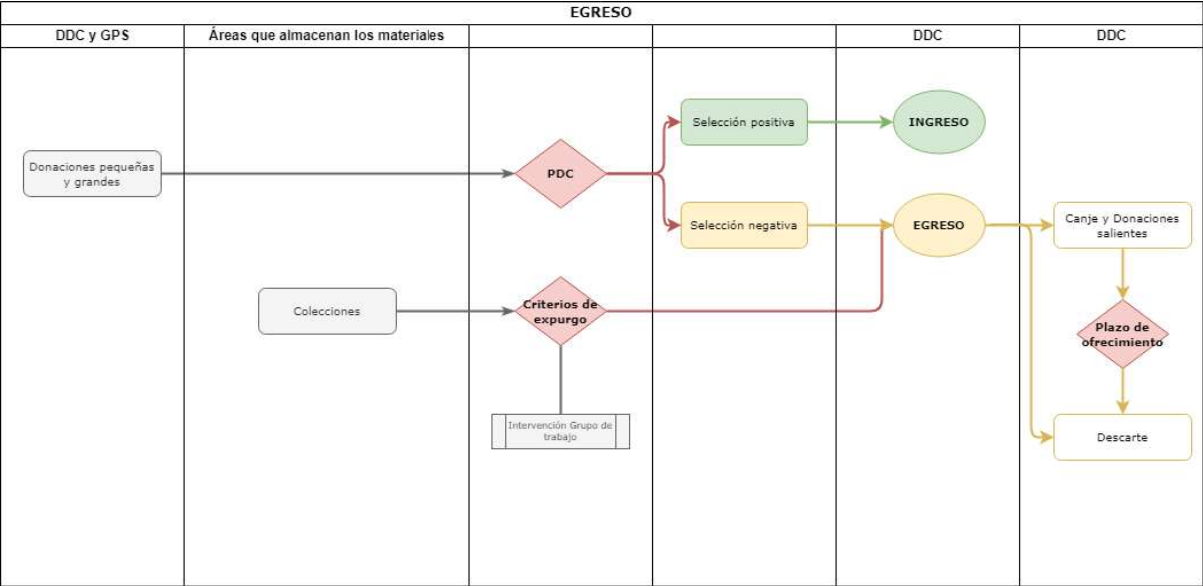 EGRESO
DDC y GPS
Áreas que almacenan los materiales
DDC
DDC
Selección positiva
INGRESO
Donaciones pequeñas
y grandes
PDC
Selección negativa
EGRESO
Canje y Donaciones
salientes
Colecciones
Criterios de
expurgo
Plazo de
ofrecimiento
Intervención Grupo de
trabajo
Descarte